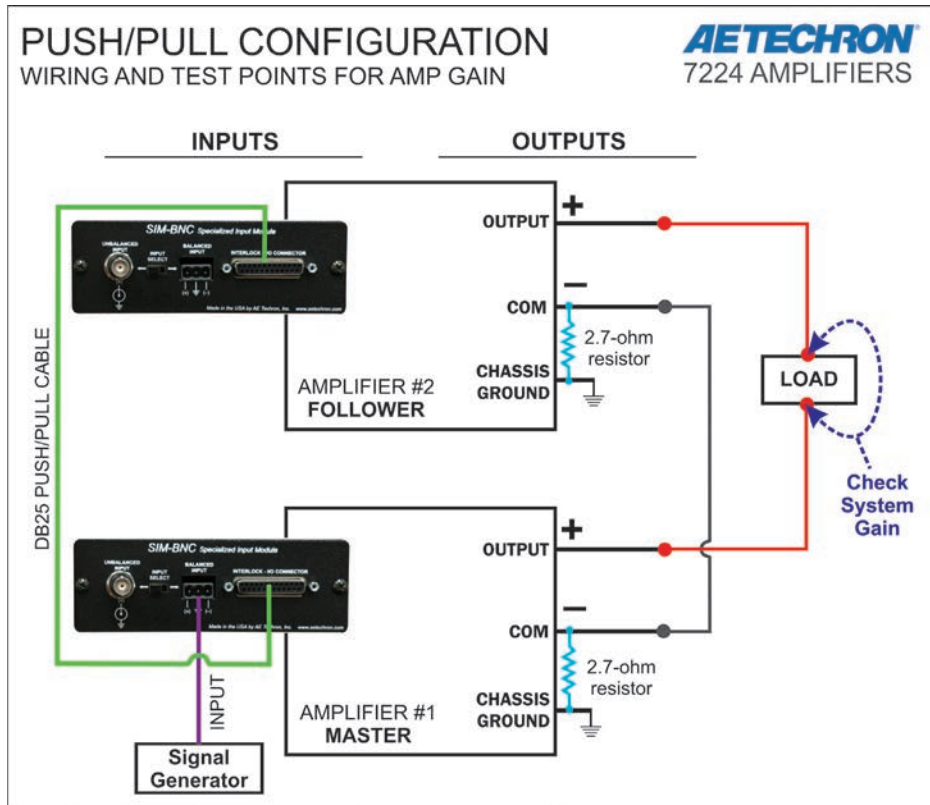 PUSH/PULL CONFIGURATION
WIRING AND TEST POINTS FOR AMP GAIN
AE TECHRON®
7224 AMPLIFIERS
INPUTS
OUTPUTS
DB25 PUSH/PULL CABLE
SIM-BNC Specialized Input Module
UNBALANCED
INPUT
INPUT
SELECT
BALANCED
INPUT
INTERLOCK - I/O CONNECTOR
(+) (-)
Made in the USA by AE Techron, Inc. www.aetechron.com
OUTPUT
+
−
COM
2.7-ohm
resistor
CHASSIS
GROUND
AMPLIFIER #2
FOLLOWER
LOAD
Check
System
Gain
SIM-BNC Specialized Input Module
UNBALANCED
INPUT
INPUT
SELECT
BALANCED
INPUT
INTERLOCK - I/O CONNECTOR
(+) (-)
Made in the USA by AE Techron, Inc. www.aetechron.com
OUTPUT
+
−
COM
2.7-ohm
resistor
CHASSIS
GROUND
AMPLIFIER #1
MASTER
INPUT
Signal
Generator